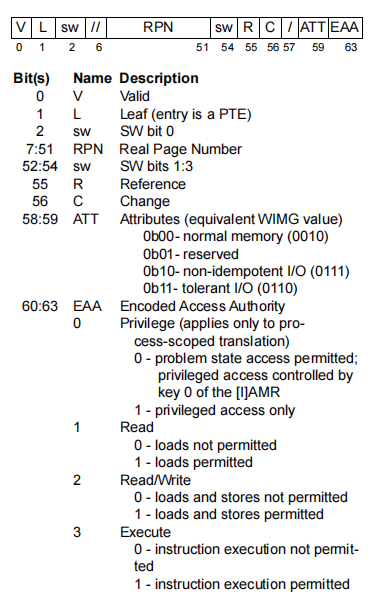 V L sw // RPN sw R C / ATT EAA
0 1 2 6 51 54 55 56 57 59 63
Bit(s) Name Description
0 V Valid
1 L Leaf (entry is a PTE)
2 sw SW bit 0
7:51 RPN Real Page Number
52:54 sw SW bits 1:3
55 R Reference
56 C Change
58:59 ATT Attributes (equivalent WIMG value)
0b00- normal memory (0010)
0b01- reserved
0b10- non-idempotent I/O (0111)
0b11- tolerant I/O (0110)
60:63 EAA Encoded Access Authority
0 Privilege (applies only to pro-
cess-scoped translation)
0 - problem state access permitted;
privileged access controlled by
key 0 of the [I]AMR
1 - privileged access only
1 Read
0 - loads not permitted
1 - loads permitted
2 Read/Write
0 - loads and stores not permitted
1 - loads and stores permitted
3 Execute
0 - instruction execution not permit-
ted
1 - instruction execution permitted